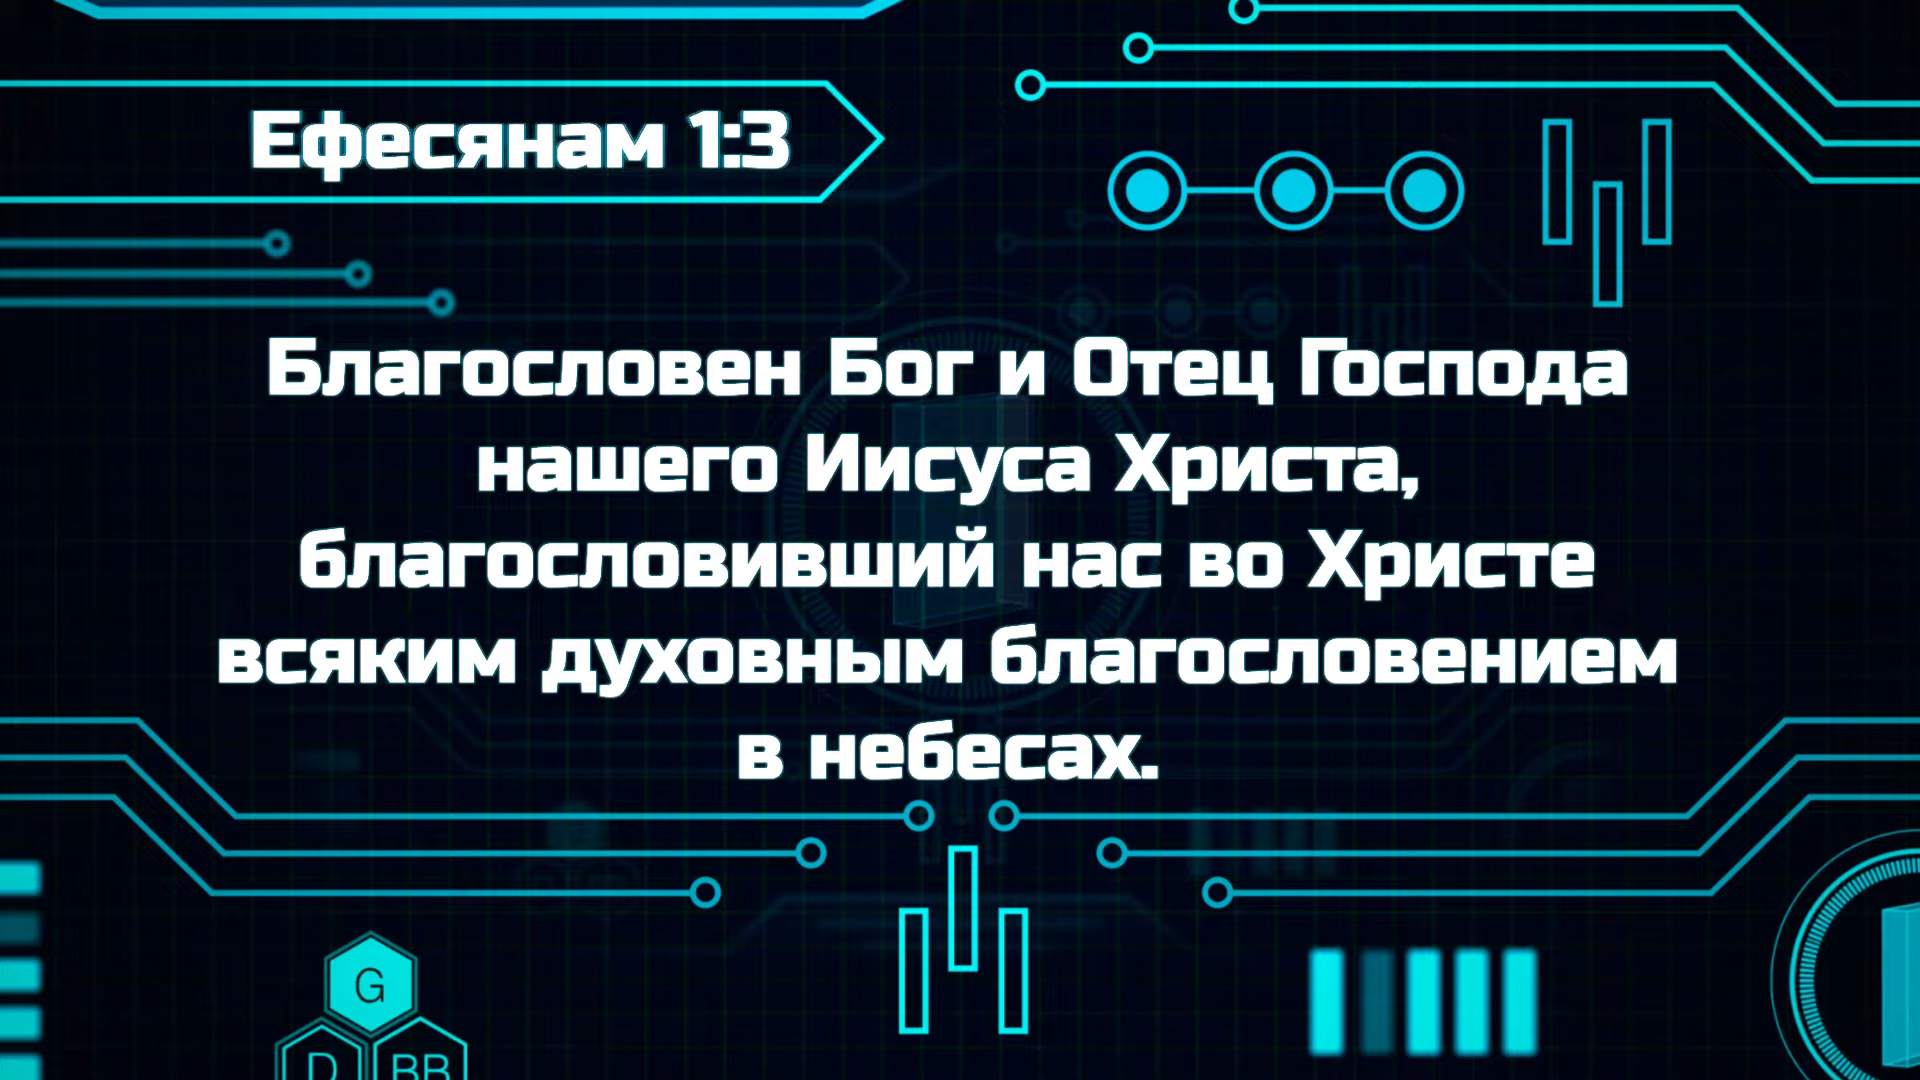 Ефесянам 1:3
Благословен Бог и Отец Господа
нашего Иисуса Христа,
благословивший нас во Христе
всяким духовным благословением
в небесах.
G
D BB